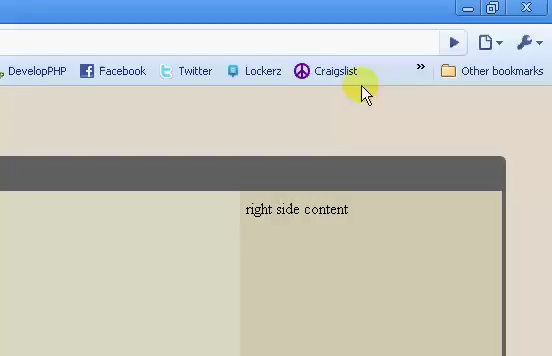 DevelopPHP Facebook Twitter Lockerz Craigslist » Other bookmarks
right side content